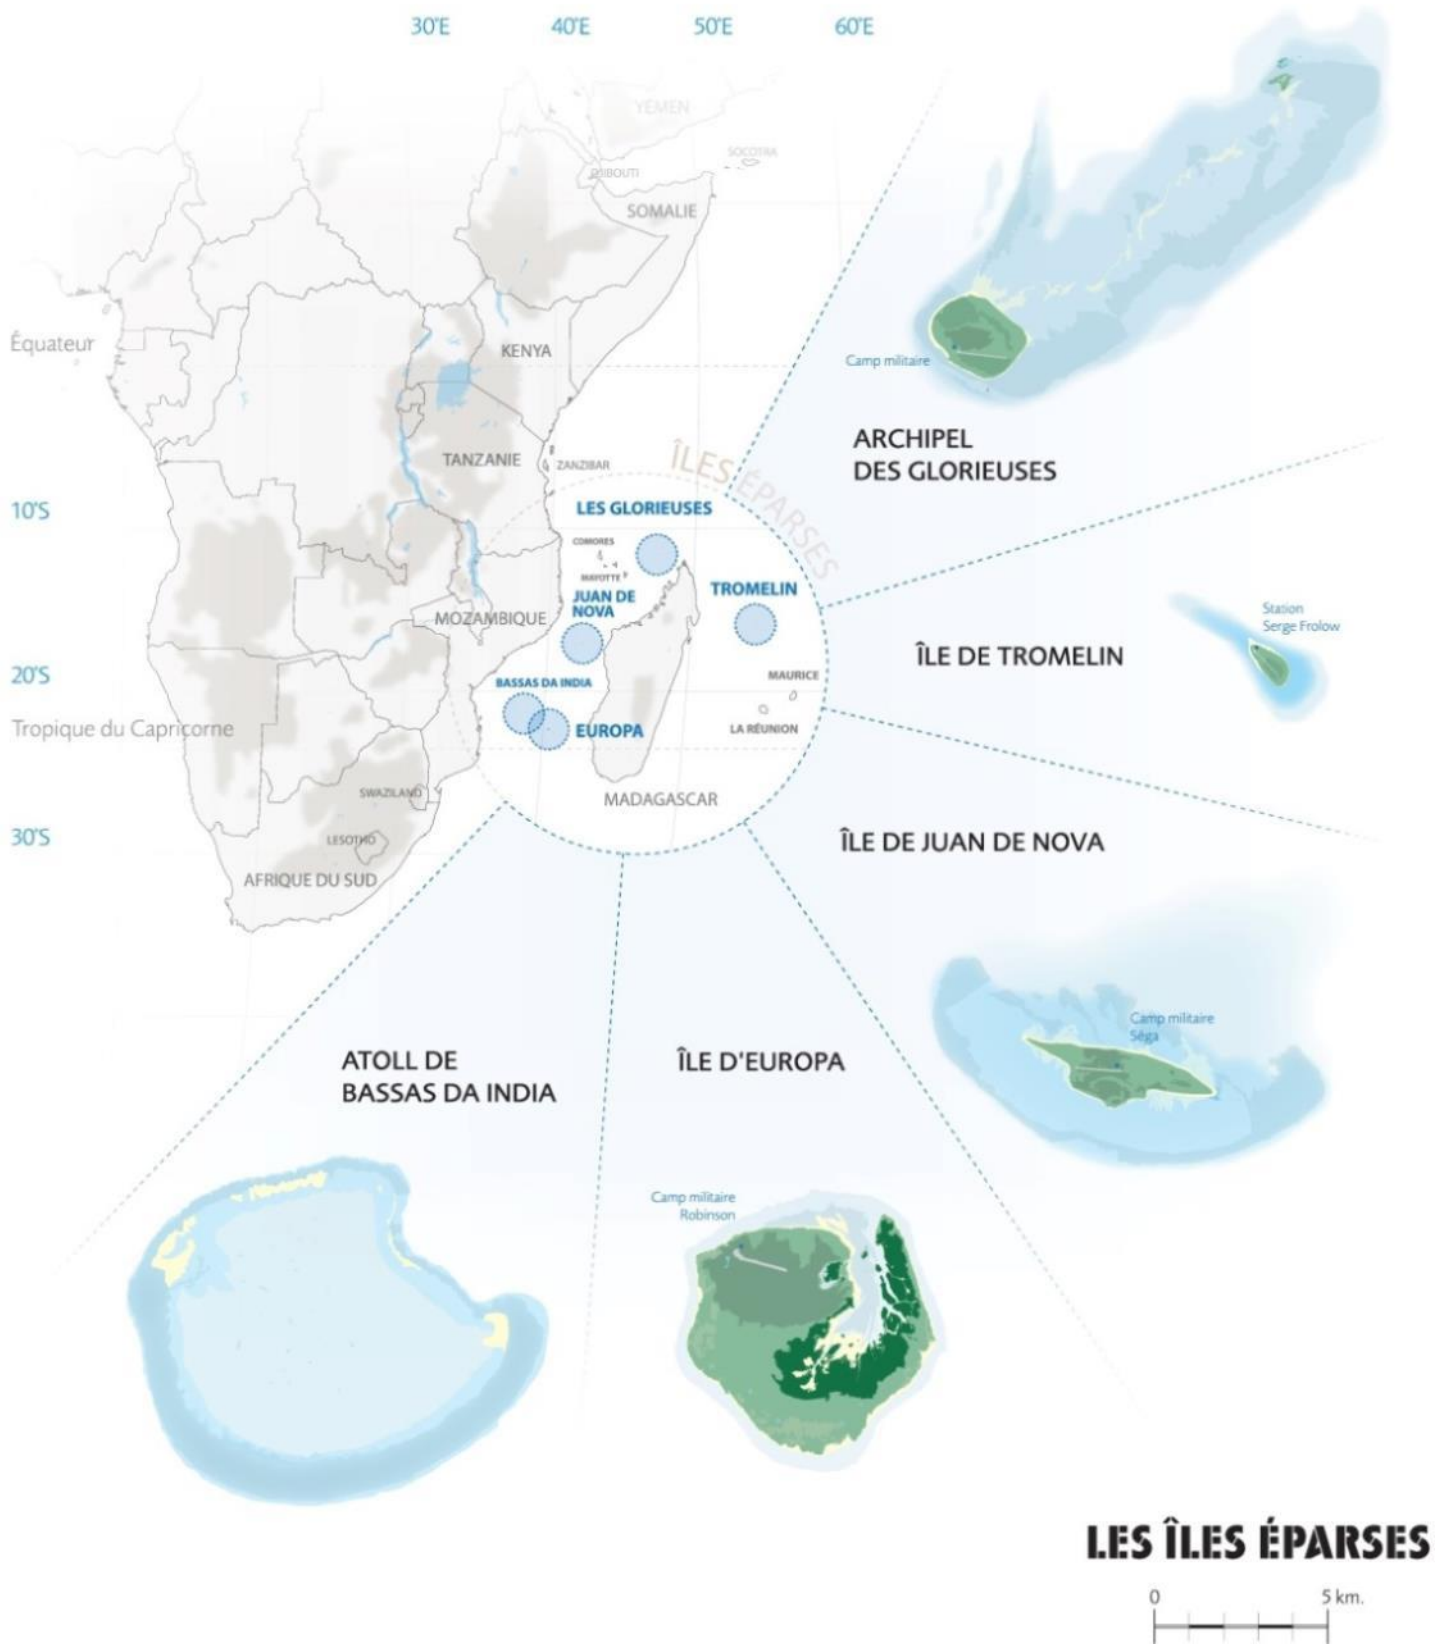 30°E
40°E
50°E
60°E
YEMEN
SOCOTRA
DJIBOUTI
SOMALIE
Équateur
KENYA
Camp militaire
ARCHIPEL
DES GLORIEUSES
TANZANIE
ZANZIBAR
ÎLES ÉPARSES
10°S
LES GLORIEUSES
COMORES
MAYOTTE
TROMELIN
JUAN DE
NOVA
MOZAMBIQUE
Station
Serge Frolow
ÎLE DE TROMELIN
20°S
BASSAS DA INDIA
MAURICE
Tropique du Capricorne
EUROPA
LA RÉUNION
SWAZILAND
MADAGASCAR
30°S
LESOTHO
AFRIQUE DU SUD
ÎLE DE JUAN DE NOVA
Camp militaire
Séga
ATOLL DE
BASSAS DA INDIA
ÎLE D'EUROPA
Camp militaire
Robinson
LES ÎLES ÉPARSES
0
5 km.